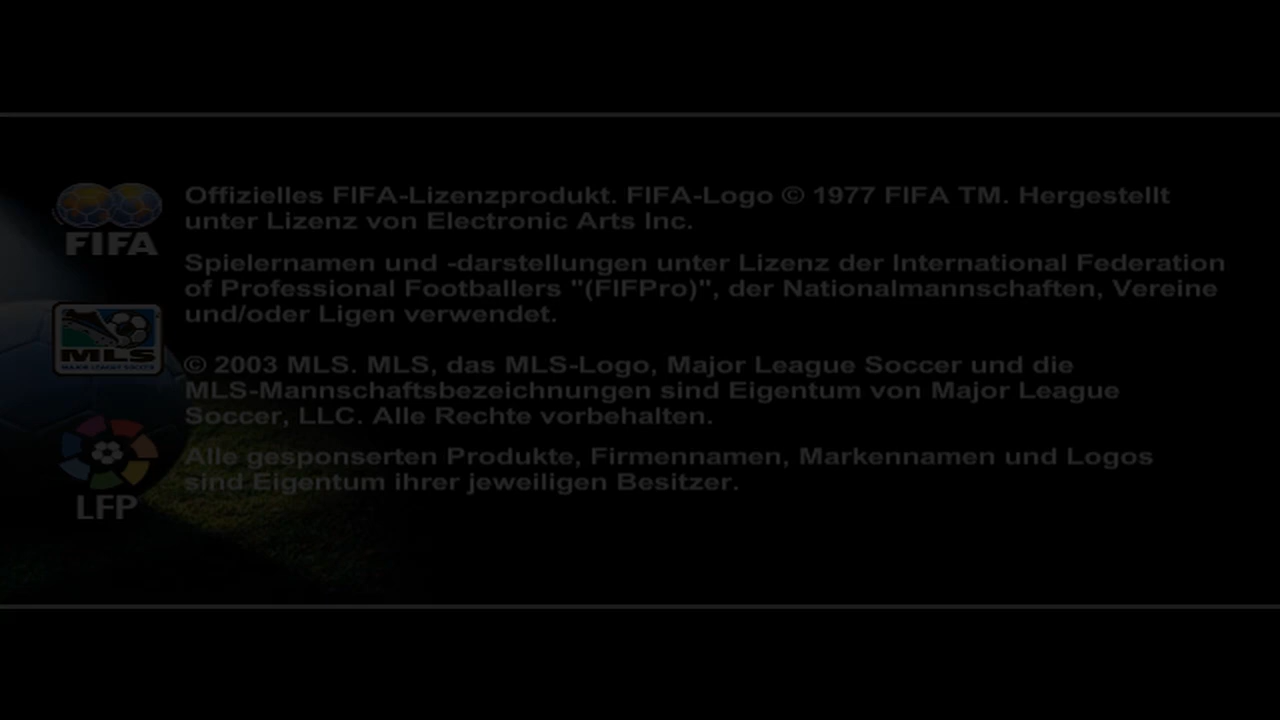 FIFA
Offizielles FIFA-Lizenzprodukt. FIFA-Logo © 1977 FIFA TM. Hergestellt
unter Lizenz von Electronic Arts Inc.
Spielernamen und -darstellungen unter Lizenz der International Federation
of Professional Footballers "(FIFPro)", der Nationalmannschaften, Vereine
und/oder Ligen verwendet.
MLS
MAJOR LEAGUE SOCCER
© 2003 MLS. MLS, das MLS-Logo, Major League Soccer und die
MLS-Mannschaftsbezeichnungen sind Eigentum von Major League
Soccer, LLC. Alle Rechte vorbehalten.
LFP
Alle gesponserten Produkte, Firmennamen, Markennamen und Logos
sind Eigentum ihrer jeweiligen Besitzer.